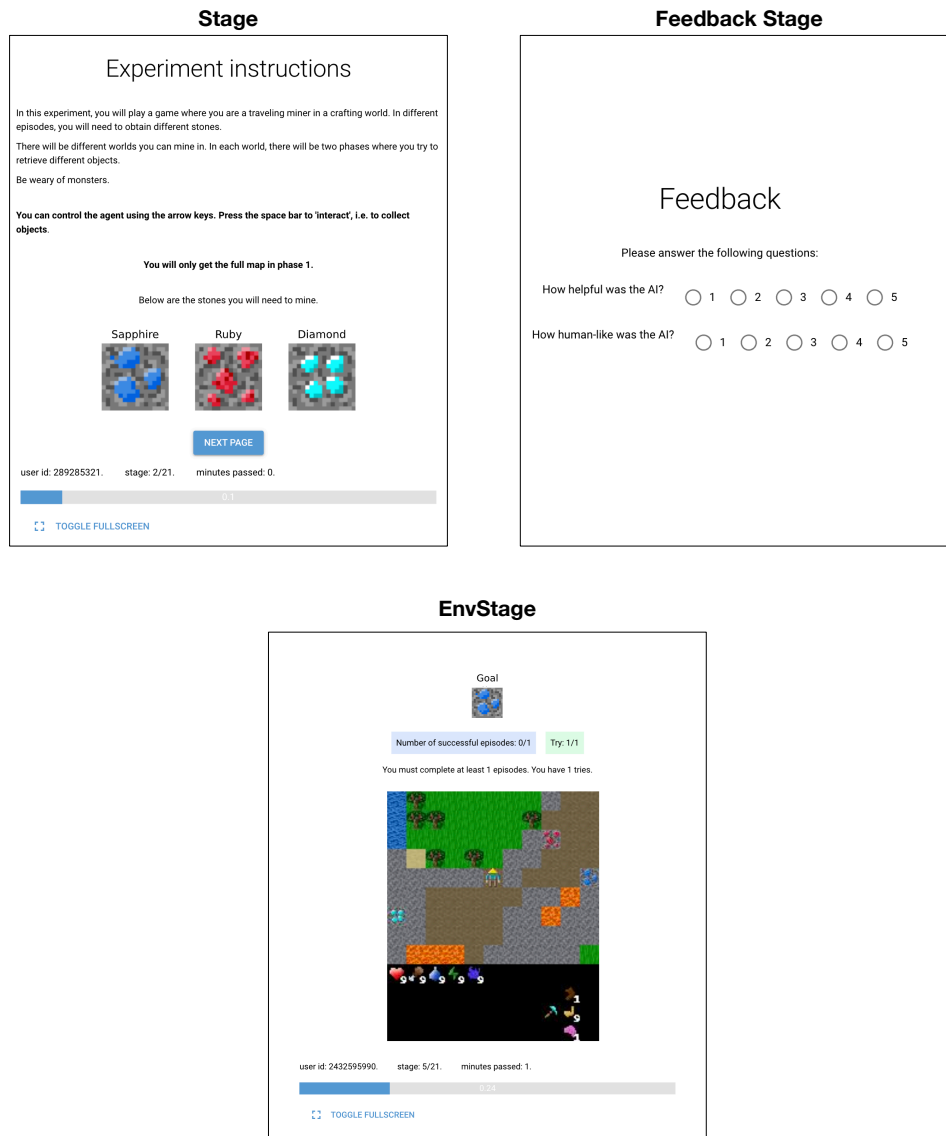 Stage
Experiment instructions
In this experiment, you will play a game where you are a traveling miner in a crafting world. In different
episodes, you will need to obtain different stones.
There will be different worlds you can mine in. In each world, there will be two phases where you try to
retrieve different objects.
Be weary of monsters.
You can control the agent using the arrow keys. Press the space bar to 'interact', i.e. to collect
objects.
You will only get the full map in phase 1.
Below are the stones you will need to mine.
Sapphire Ruby Diamond
NEXT PAGE
user id: 289285321. stage: 2/21. minutes passed: 0.
0.1
TOGGLE FULLSCREEN
Feedback Stage
Feedback
Please answer the following questions:
How helpful was the AI? 1 2 3 4 5
How human-like was the AI? 1 2 3 4 5
EnvStage
Goal
Number of successful episodes: 0/1 Try: 1/1
You must complete at least 1 episodes. You have 1 tries.
9 9 9 9 9
1
9
1
user id: 2432595990. stage: 5/21. minutes passed: 1.
0.24
TOGGLE FULLSCREEN